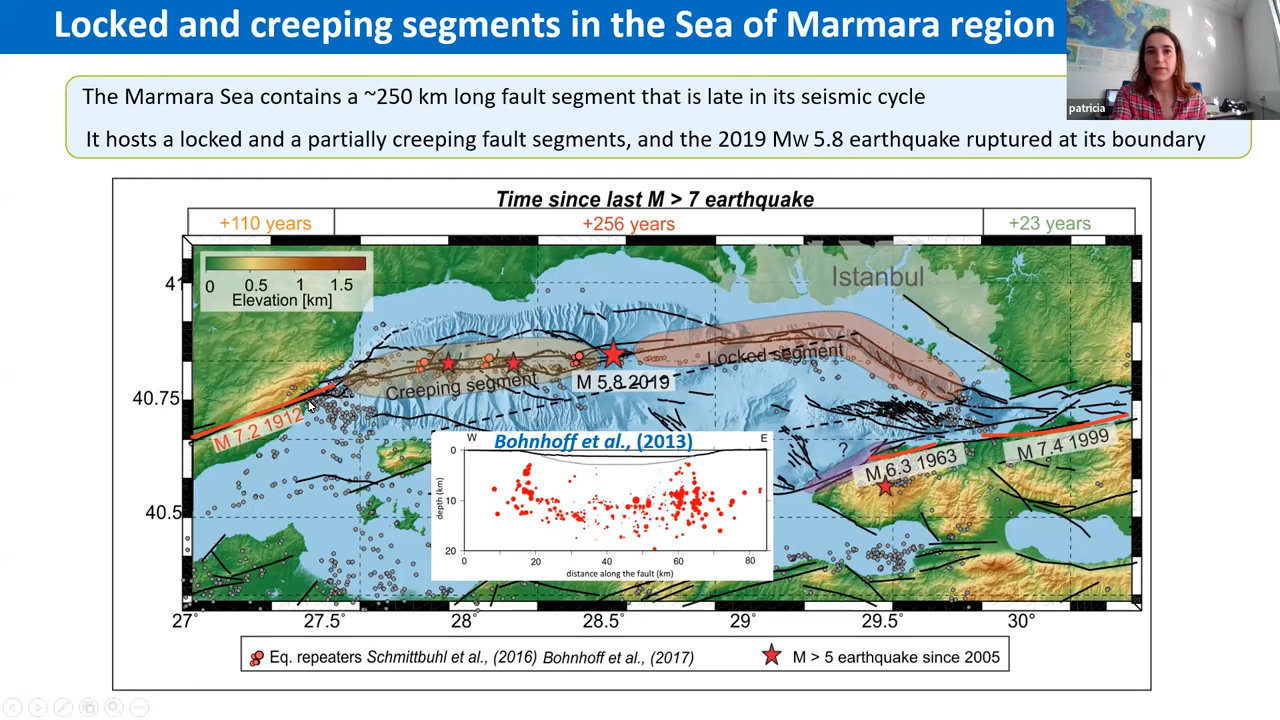 Locked and creeping segments in the Sea of Marmara region
patricia
The Marmara Sea contains a ~250 km long fault segment that is late in its seismic cycle
It hosts a locked and a partially creeping fault segments, and the 2019 Mw 5.8 earthquake ruptured at its boundary
Time since last M > 7 earthquake
+110 years
+256 years
+23 years
0 0.5 1 1.5
Elevation [km]
Istanbul
41
40.75
40.5
Locked segment
Creeping segment
M 5.8 2019
M 7.2 1912
?
M 6.3 1963
M 7.4 1999
W
Bohnhoff et al., (2013)
E
0
10
20
depth (km)
0 20 40 60 80
distance along the fault (km)
27° 27.5° 28° 28.5° 29° 29.5° 30°
Eq. repeaters Schmittbuhl et al., (2016) Bohnhoff et al., (2017)
M > 5 earthquake since 2005